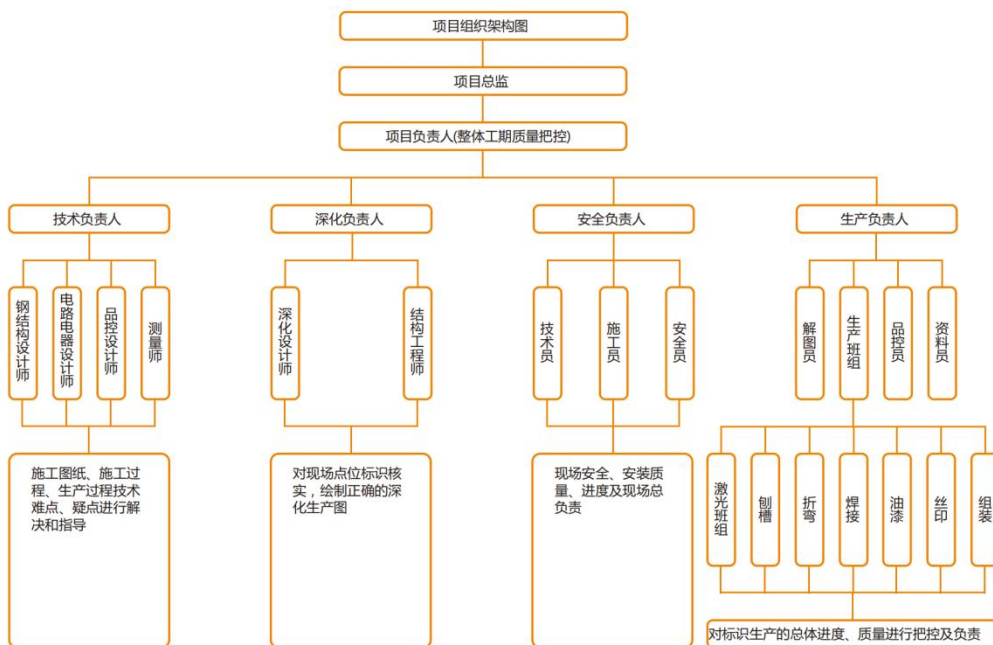 项目组织架构图
项目总监
项目负责人(整体工期质量把控)
技术负责人
深化负责人
安全负责人
生产负责人
钢结构设计师
电路电器设计师
品控设计师
测量师
深化设计师
结构工程师
技术员
施工员
安全员
解图员
生产班组
品控员
资料员
施工图纸、施工过
程、生产过程技术
难点、疑点进行解
决和指导
对现场点位标识核
实，绘制正确的深
化生产图
现场安全、安装质
量、进度及现场总
负责
激光班组
刨槽
折弯
焊接
油漆
丝印
组装
对标识生产的总体进度、质量进行把控及负责